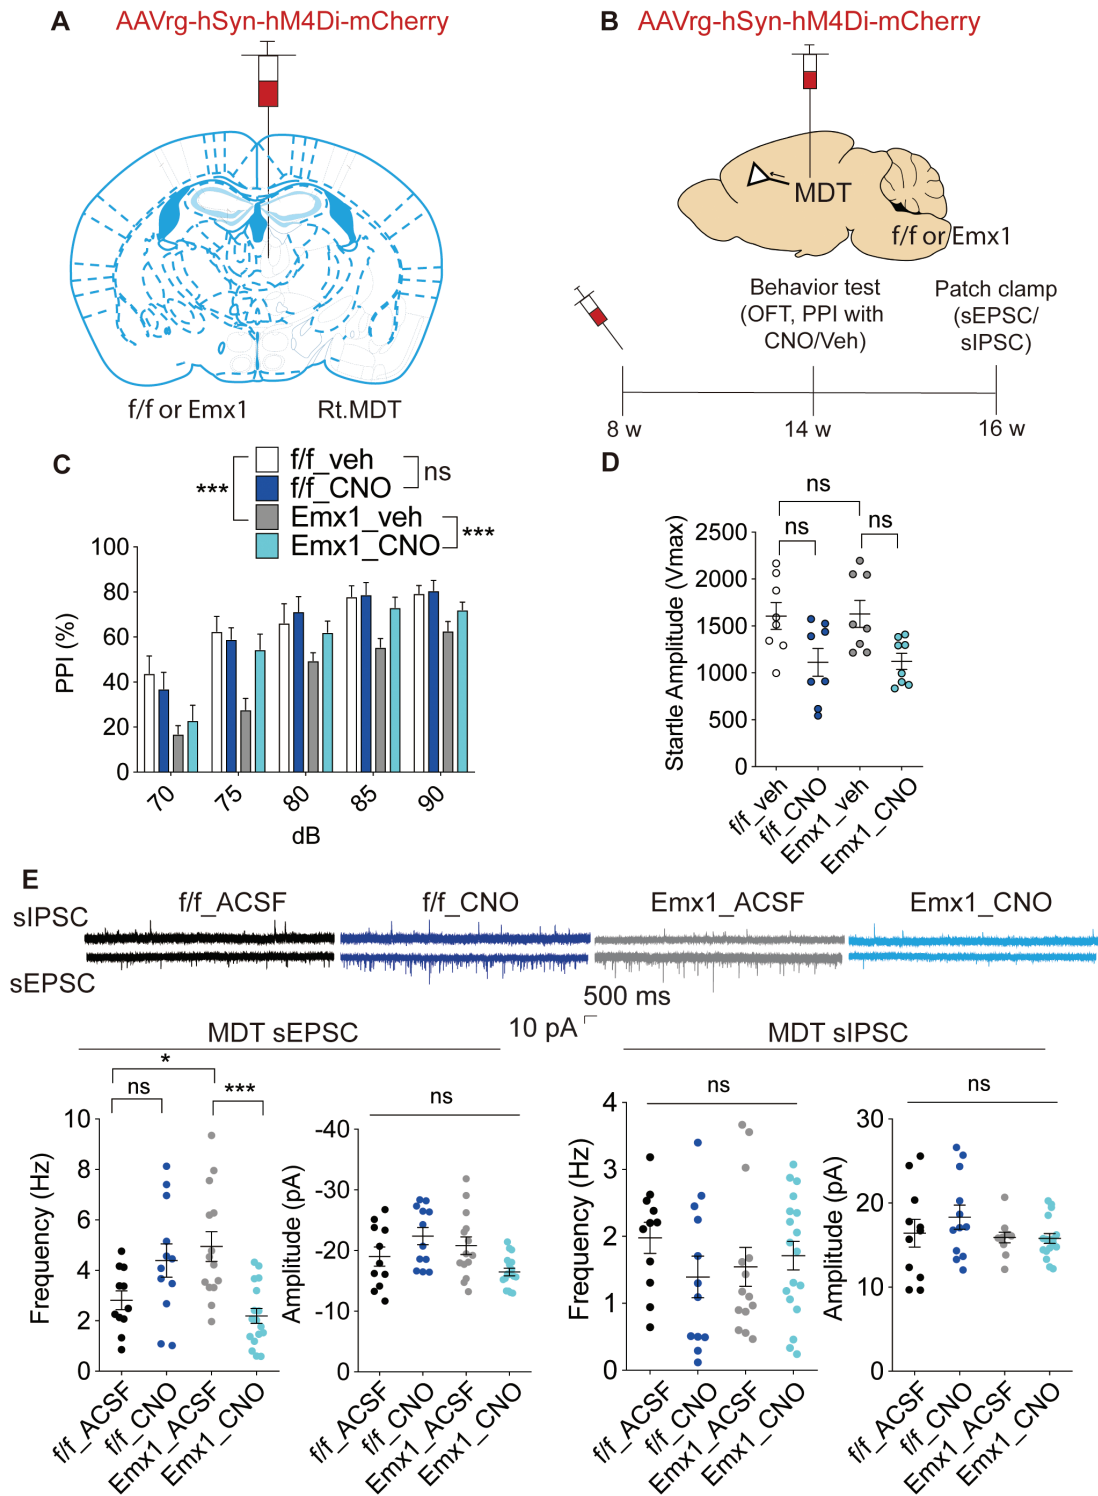 A
AAVrg-hSyn-hM4Di-mCherry
f/f or Emx1
Rt.MDT
B
AAVrg-hSyn-hM4Di-mCherry
MDT
f/f or Emx1
Behavior test
(OFT, PPI with
CNO/Veh)
Patch clamp
(sEPSC/
sIPSC)
8 w
14 w
16 w
C
f/f_veh
f/f_CNO
Emx1_veh
Emx1_CNO
***
ns
***
PPI (%)
100
80
60
40
20
0
70
75
80
85
90
dB
D
ns
ns
ns
Startle Amplitude (Vmax)
2500
2000
1500
1000
500
0
f/f_veh
f/f_CNO
Emx1_veh
Emx1_CNO
E
f/f_ACSF
f/f_CNO
Emx1_ACSF
Emx1_CNO
sIPSC
sEPSC
500 ms
10 pA
MDT sEPSC
*
ns
***
Frequency (Hz)
10
8
6
4
2
0
f/f_ACSF
f/f_CNO
Emx1_ACSF
Emx1_CNO
ns
Amplitude (pA)
-40
-30
-20
-10
0
f/f_ACSF
f/f_CNO
Emx1_ACSF
Emx1_CNO
MDT sIPSC
ns
Frequency (Hz)
4
3
2
1
0
f/f_ACSF
f/f_CNO
Emx1_ACSF
Emx1_CNO
ns
Amplitude (pA)
30
20
10
0
f/f_ACSF
f/f_CNO
Emx1_ACSF
Emx1_CNO